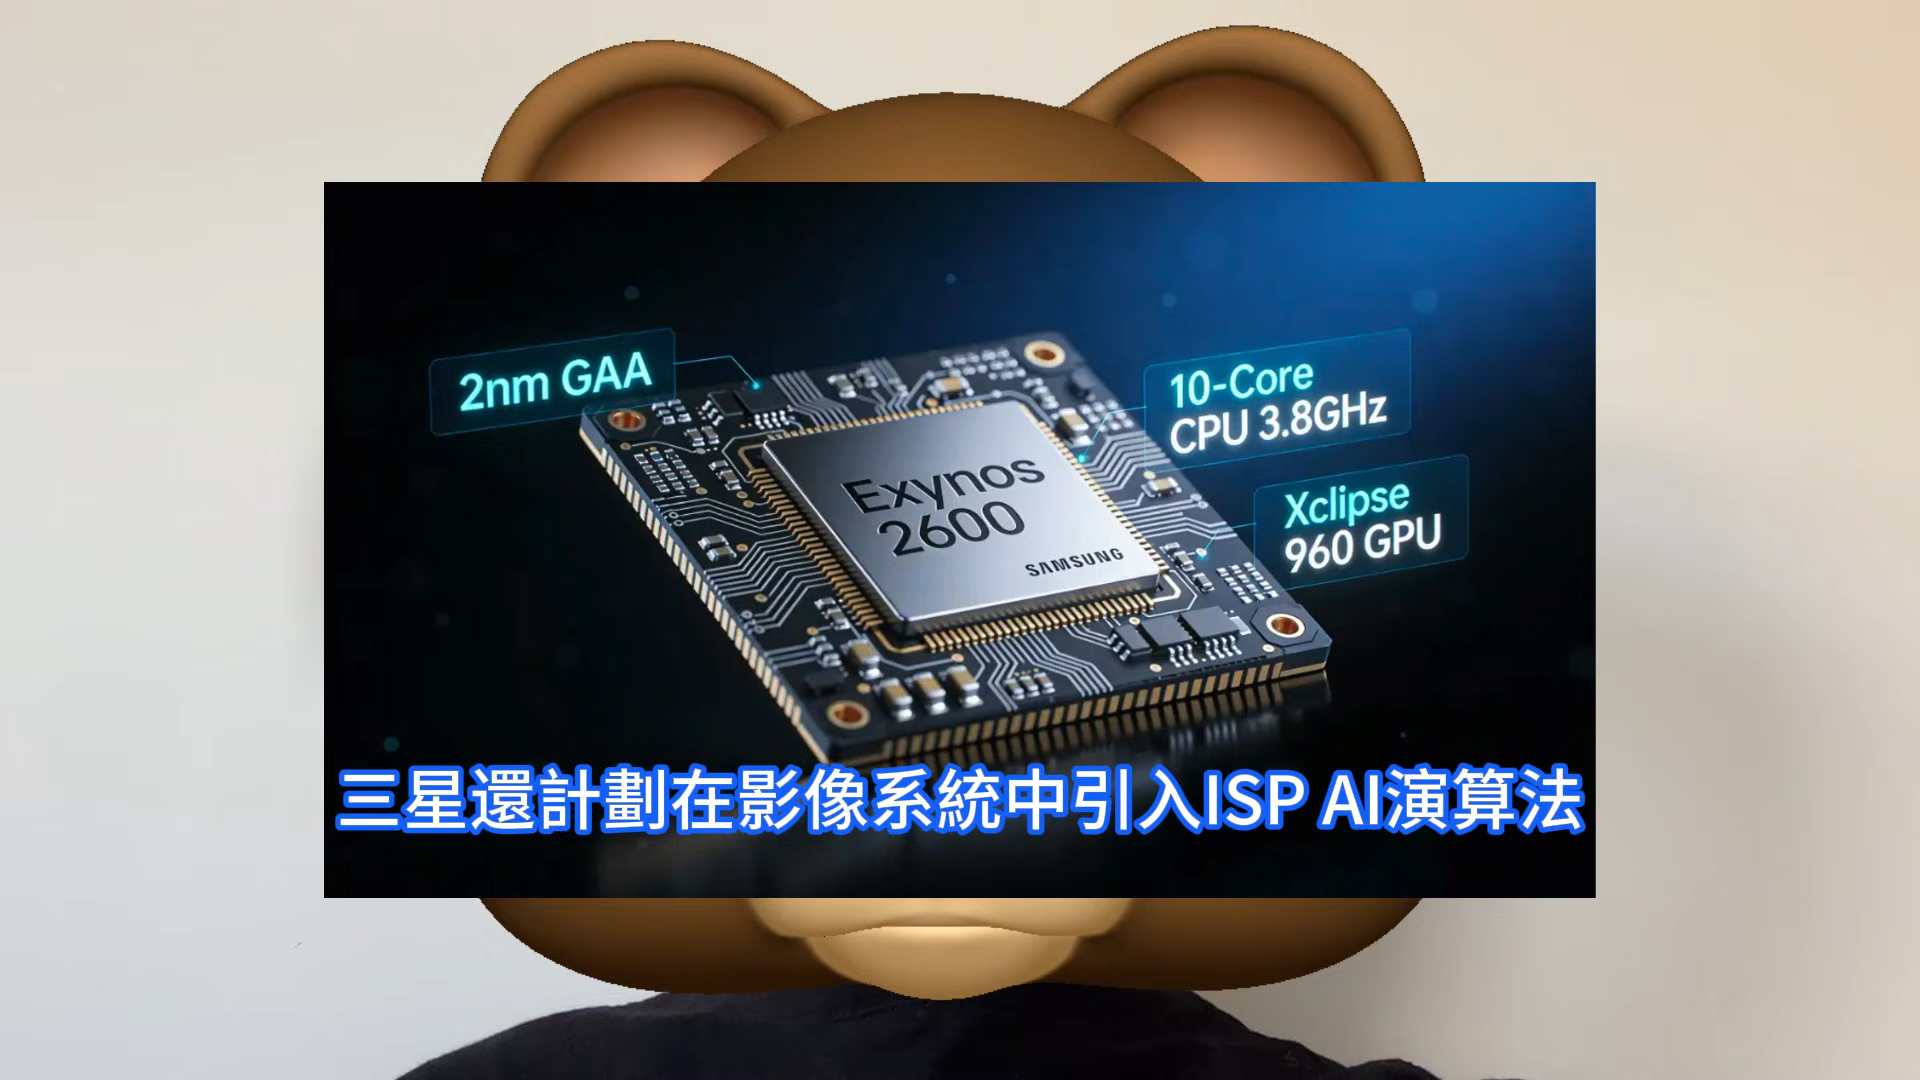 2nm GAA
10-Core
CPU 3.8GHz
Xclipse
960 GPU
Exynos
2600
SAMSUNG
三星還計劃在影像系統中引入ISP AI演算法